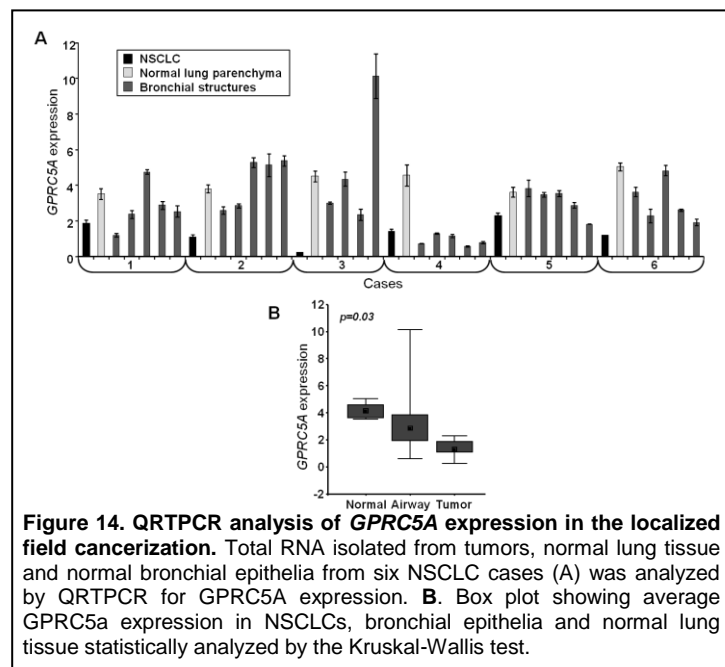 A
12
10
8
6
4
2
0
GPRC5A expression
NSCLC
Normal lung parenchyma
Bronchial structures
1 2 3 4 5 6
Cases
B
12
10
8
6
4
2
0
-2
GPRC5A expression
p=0.03
Normal Airway Tumor
Figure 14. QRTPCR analysis of GPRC5A expression in the localized
field cancerization. Total RNA isolated from tumors, normal lung tissue
and normal bronchial epithelia from six NSCLC cases (A) was analyzed
by QRTPCR for GPRC5A expression. B. Box plot showing average
GPRC5a expression in NSCLCs, bronchial epithelia and normal lung
tissue statistically analyzed by the Kruskal-Wallis test.